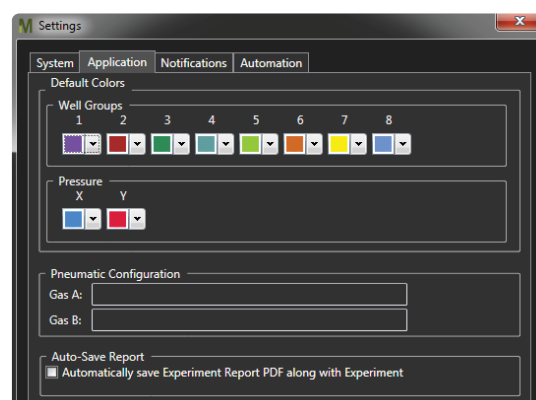 M Settings
x
System Application Notifications Automation
Default Colors
Well Groups
1 2 3 4 5 6 7 8
Pressure
X Y
Pneumatic Configuration
Gas A:
Gas B:
Auto-Save Report
Automatically save Experiment Report PDF along with Experiment